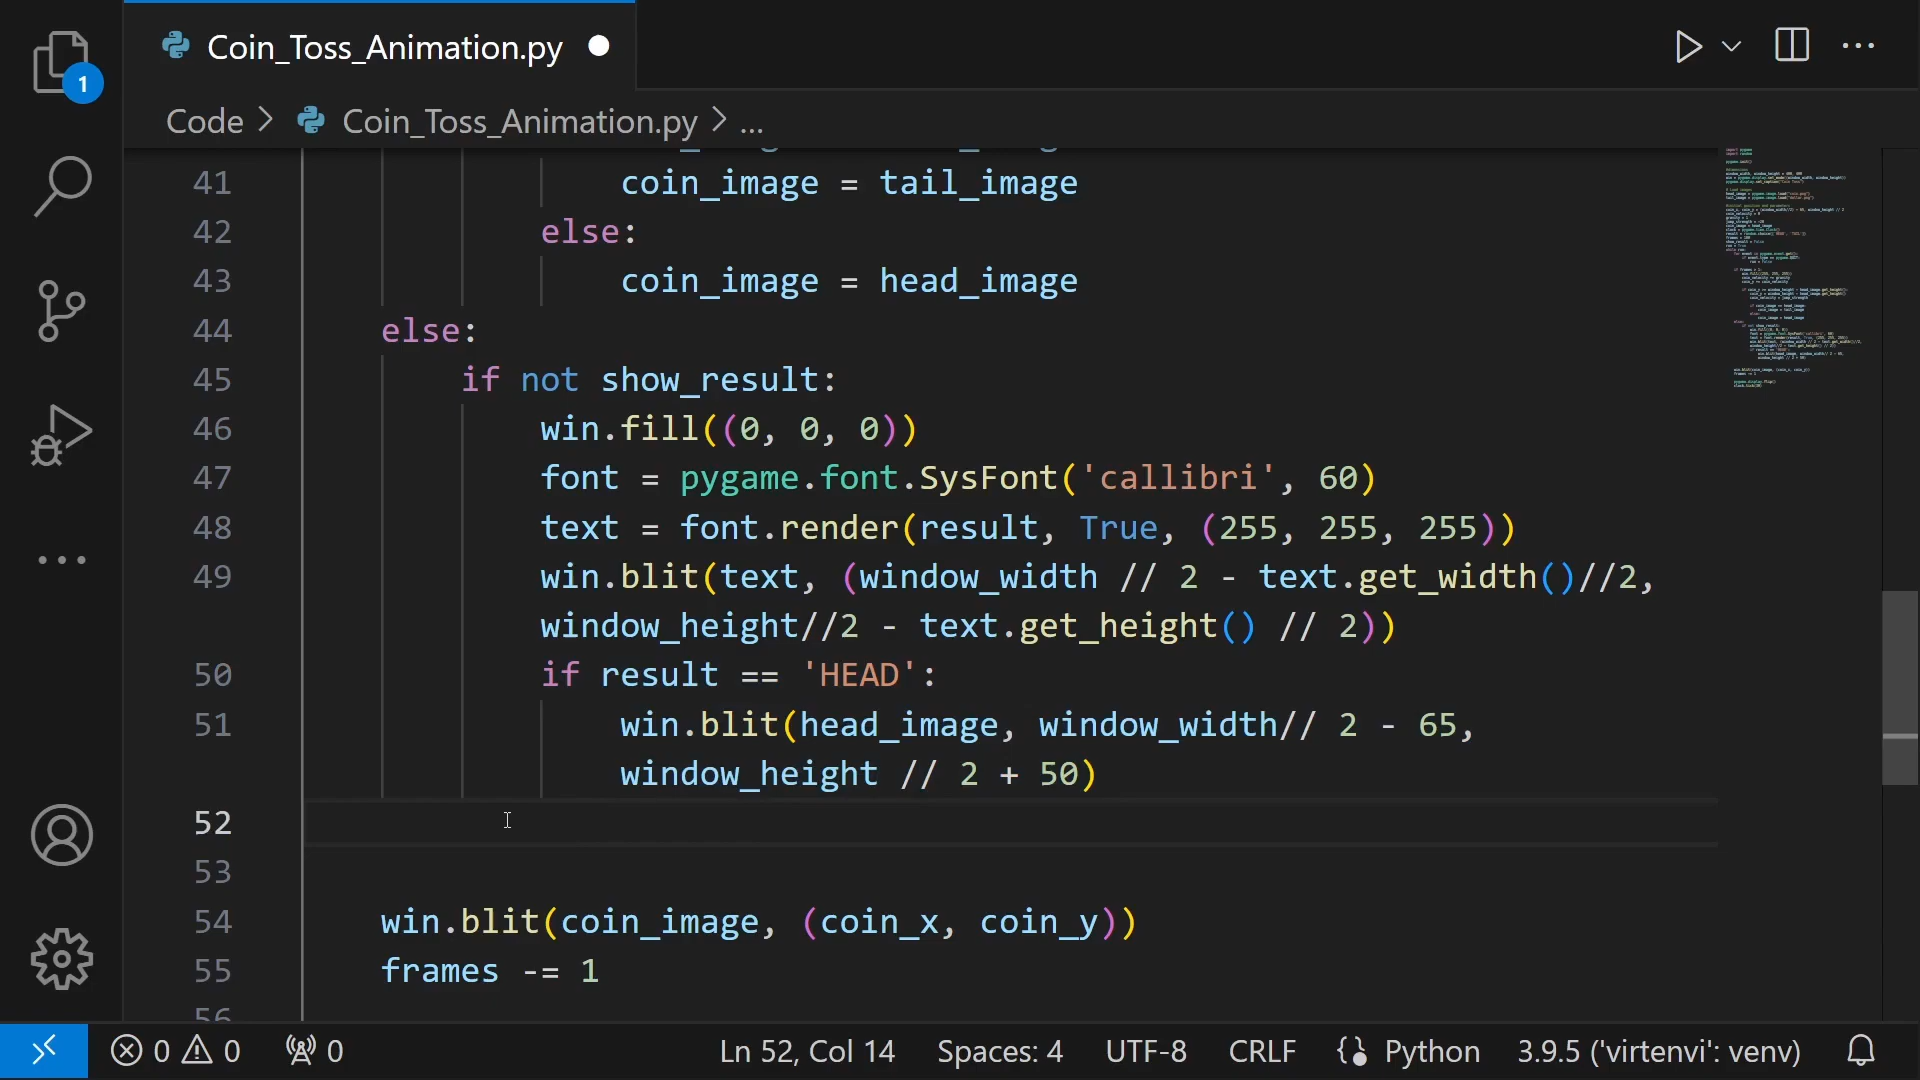 Coin_Toss_Animation.py
1
Code > Coin_Toss_Animation.py > ...
41 coin_image = tail_image
42 else:
43 coin_image = head_image
44 else:
45 if not show_result:
46 win.fill((0, 0, 0))
47 font = pygame.font.SysFont('callibri', 60)
48 text = font.render(result, True, (255, 255, 255))
49 win.blit(text, (window_width // 2 - text.get_width()//2,
window_height//2 - text.get_height() // 2))
50 if result == 'HEAD':
51 win.blit(head_image, window_width// 2 - 65,
window_height // 2 + 50)
52
53
54 win.blit(coin_image, (coin_x, coin_y))
55 frames -= 1
56
0 0 0 Ln 52, Col 14 Spaces: 4 UTF-8 CRLF Python 3.9.5 ('virtenvi': venv)